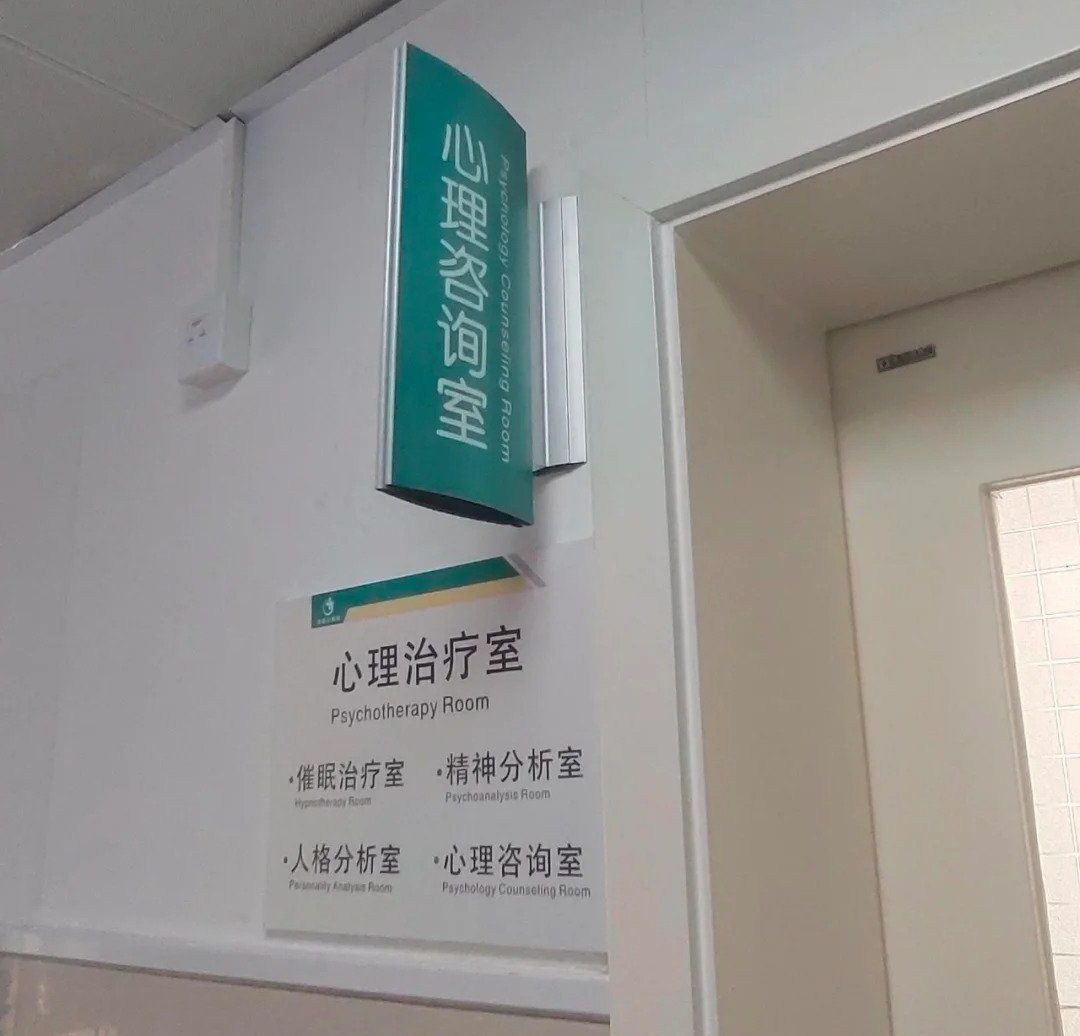 心理咨询室
Psychology Counseling Room
心理治疗室
Psychotherapy Room
·催眠治疗室
Hypnotherapy Room
·精神分析室
Psychoanalysis Room
·人格分析室
Personality Analysis Room
·心理咨询室
Psychology Counseling Room